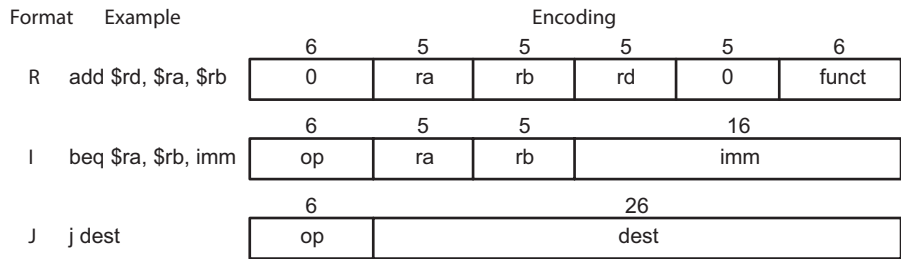 Format Example Encoding
6 5 5 5 5 6
R add $rd, $ra, $rb 0 ra rb rd 0 funct
6 5 5 16
I beq $ra, $rb, imm op ra rb imm
6 26
J j dest op dest